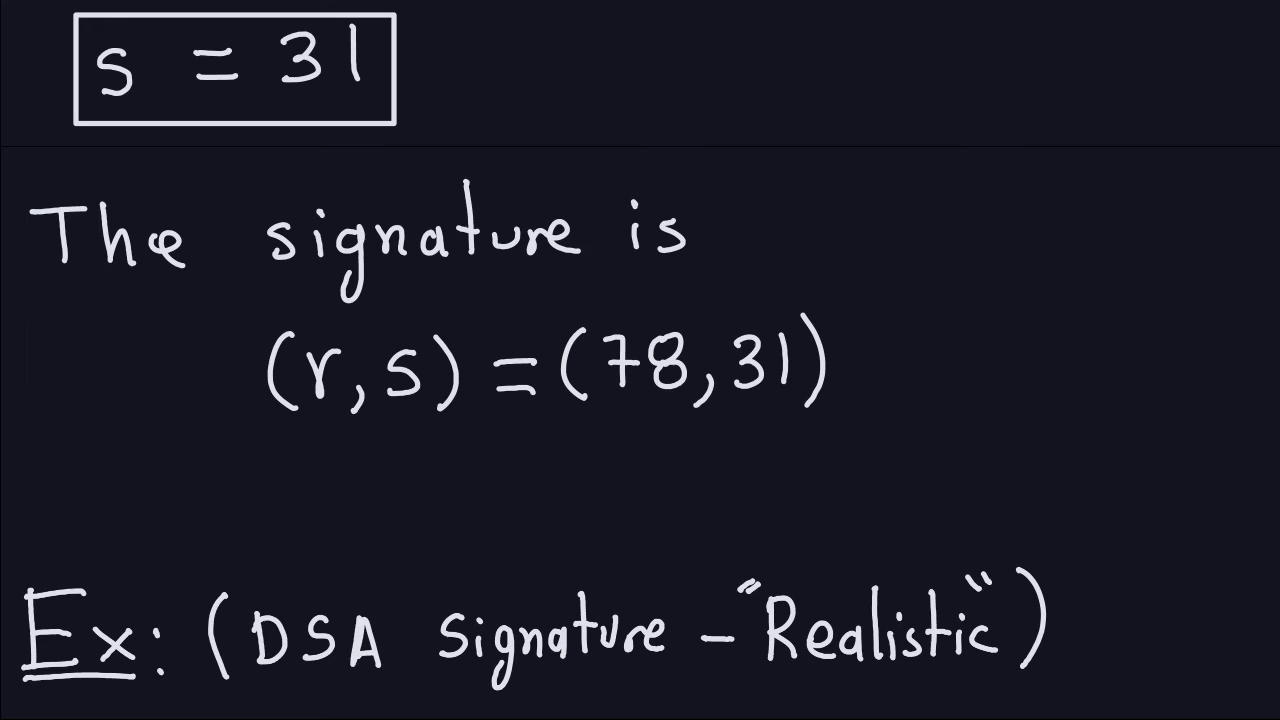 s = 31
The signature is
(r, s) = (78, 31)
Ex: (DSA Signature - "Realistic")